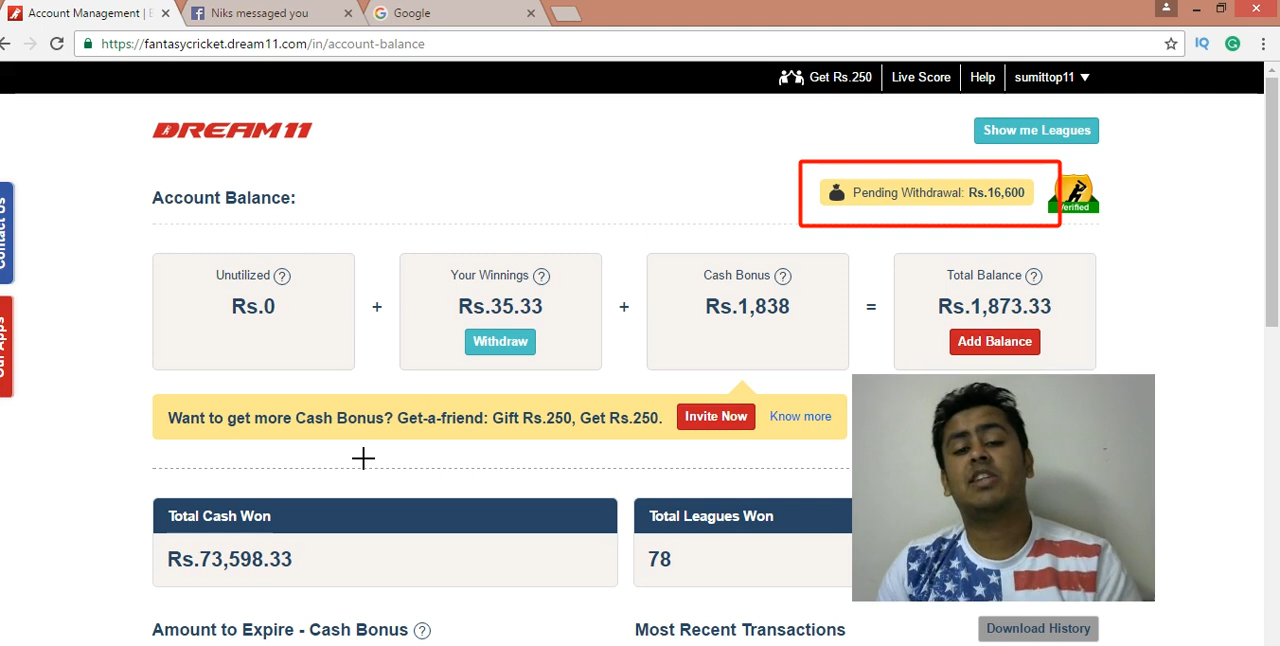 Account Management |
Niks messaged you
Google
https://fantasycricket.dream11.com/in/account-balance
IQ
Get Rs.250
Live Score
Help
sumittop11 ▼
DREAM11
Show me Leagues
Account Balance:
Pending Withdrawal: Rs.16,600
Verified
Contact Us
Our Apps
Unutilized ?
Rs.0
+
Your Winnings ?
Rs.35.33
Withdraw
+
Cash Bonus ?
Rs.1,838
=
Total Balance ?
Rs.1,873.33
Add Balance
Want to get more Cash Bonus? Get-a-friend: Gift Rs.250, Get Rs.250.
Invite Now
Know more
Total Cash Won
Rs.73,598.33
Total Leagues Won
78
Amount to Expire - Cash Bonus ?
Most Recent Transactions
Download History